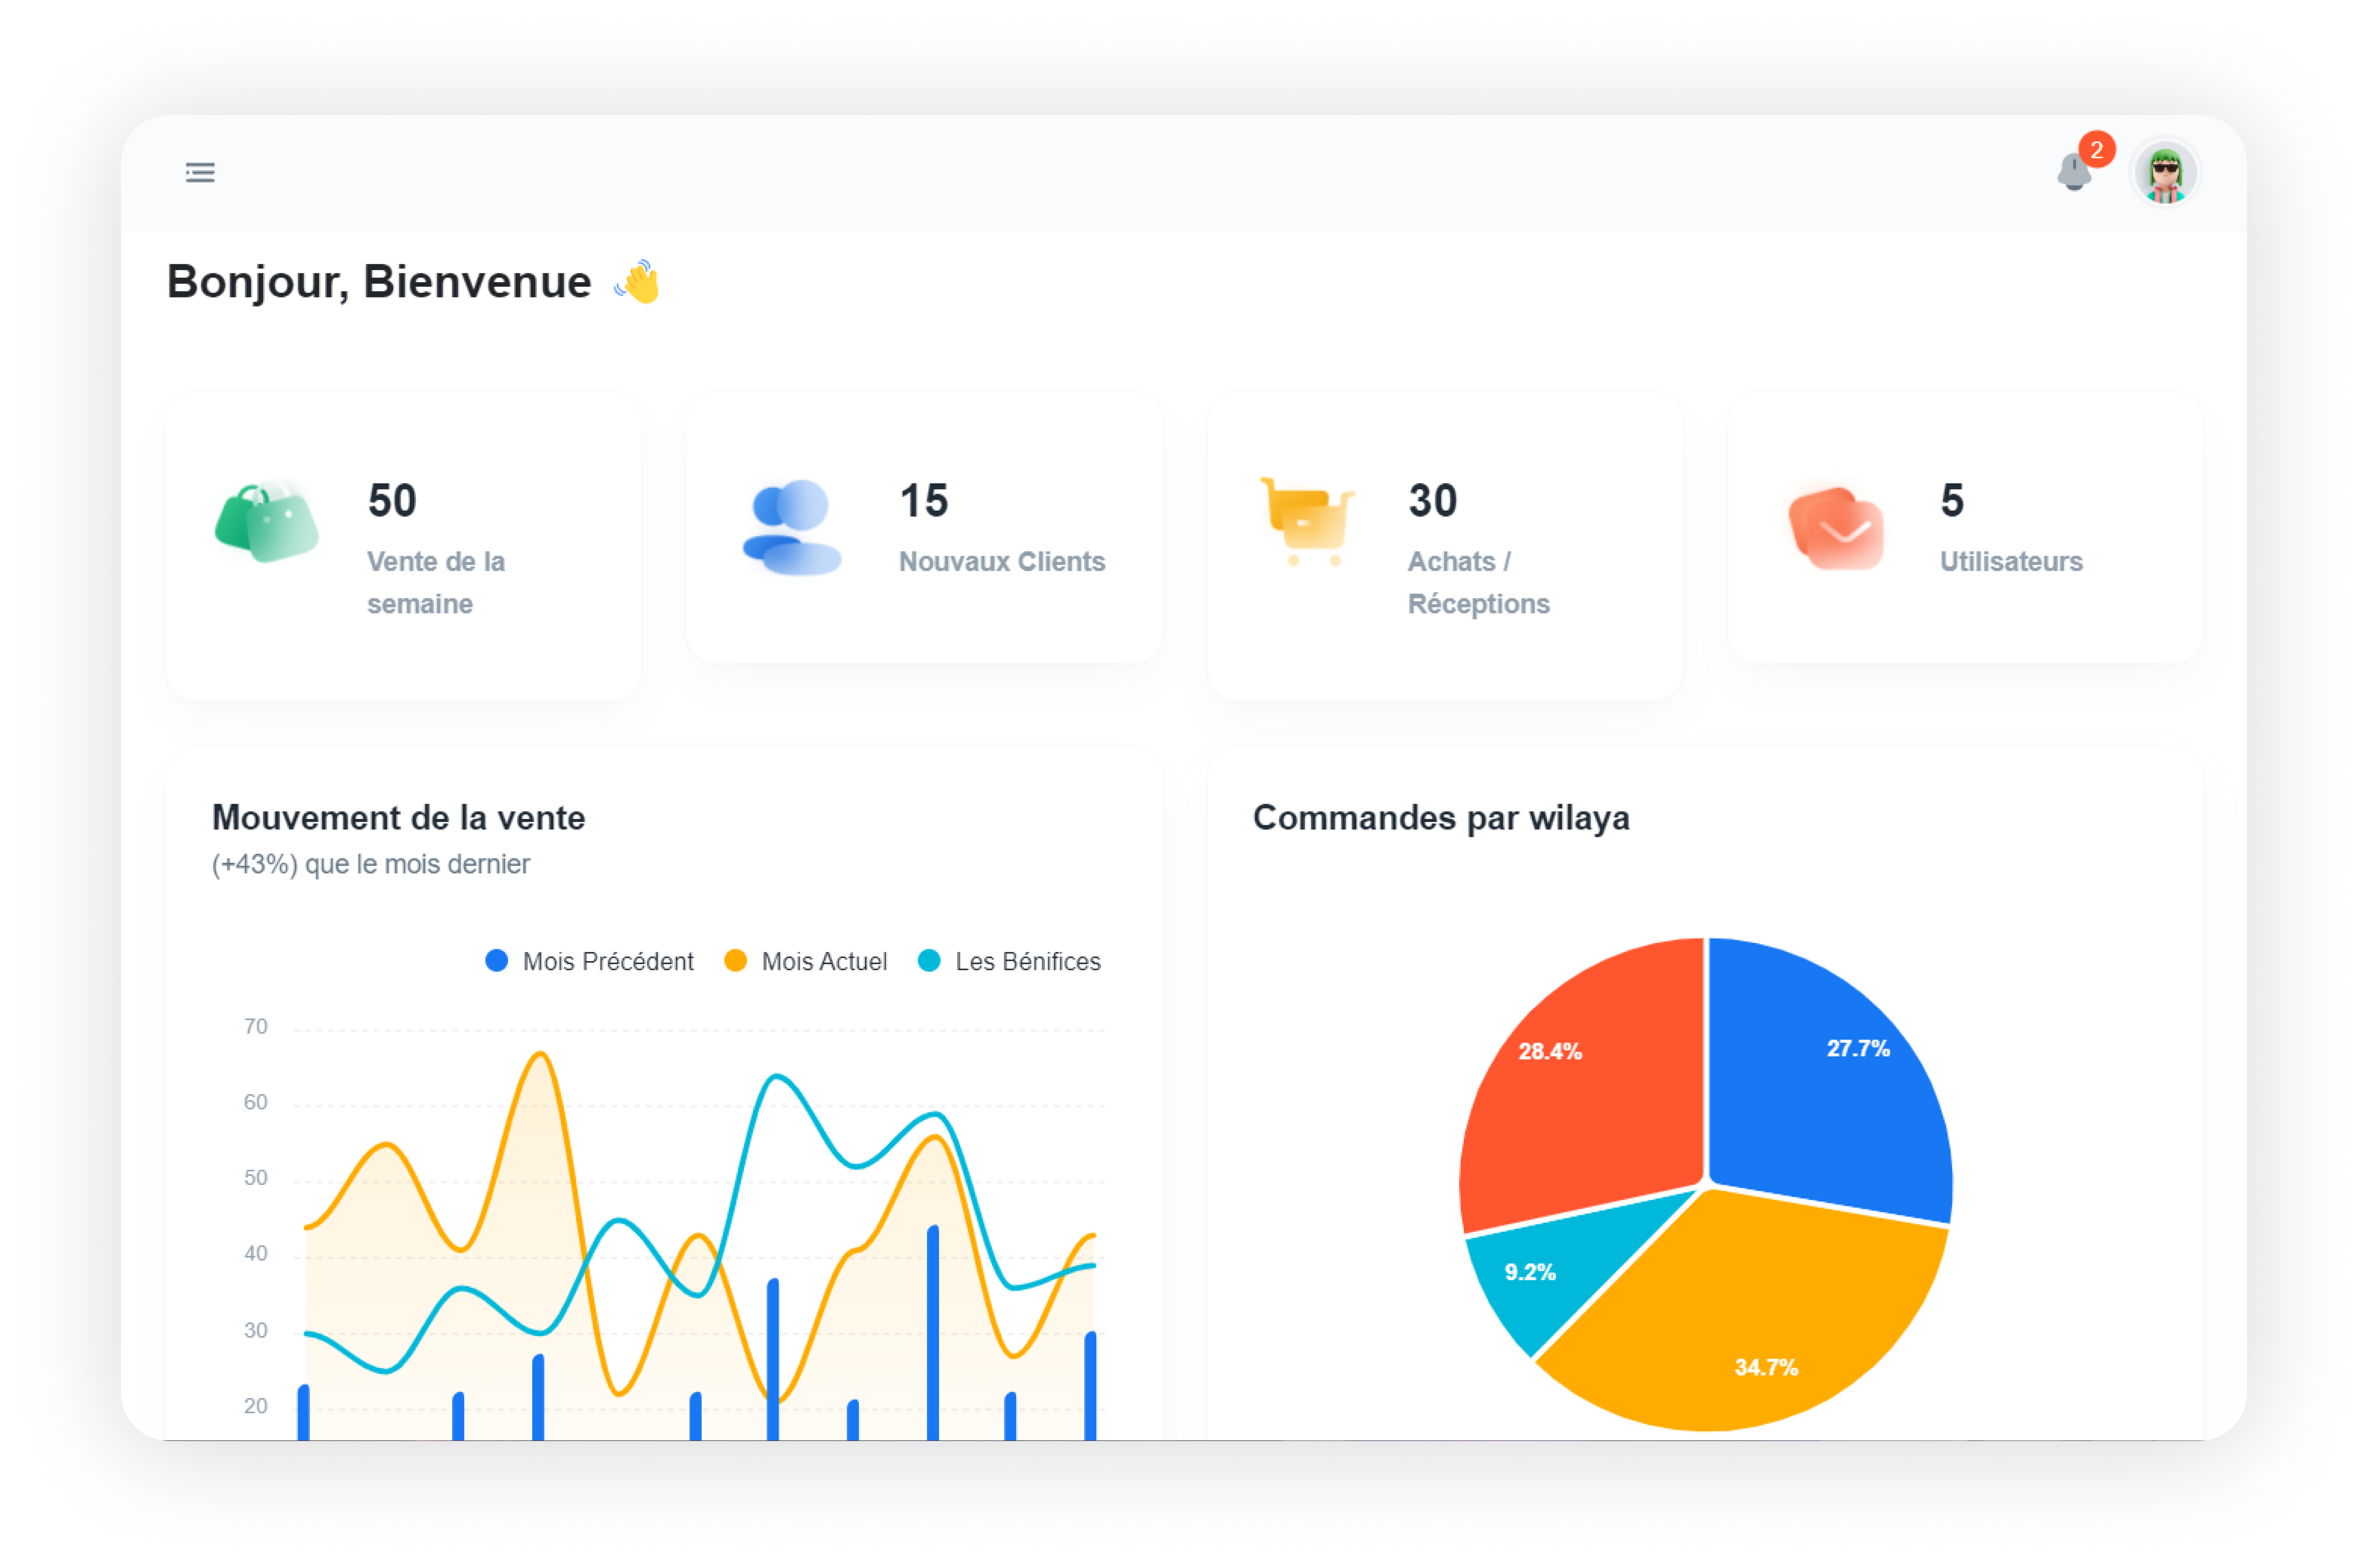 2
Bonjour, Bienvenue 👋
50
Vente de la
semaine
15
Nouvaux Clients
30
Achats /
Réceptions
5
Utilisateurs
Mouvement de la vente
(+43%) que le mois dernier
Mois Précédent Mois Actuel Les Bénifices
70
60
50
40
30
20
Commandes par wilaya
28.4%
27.7%
9.2%
34.7%